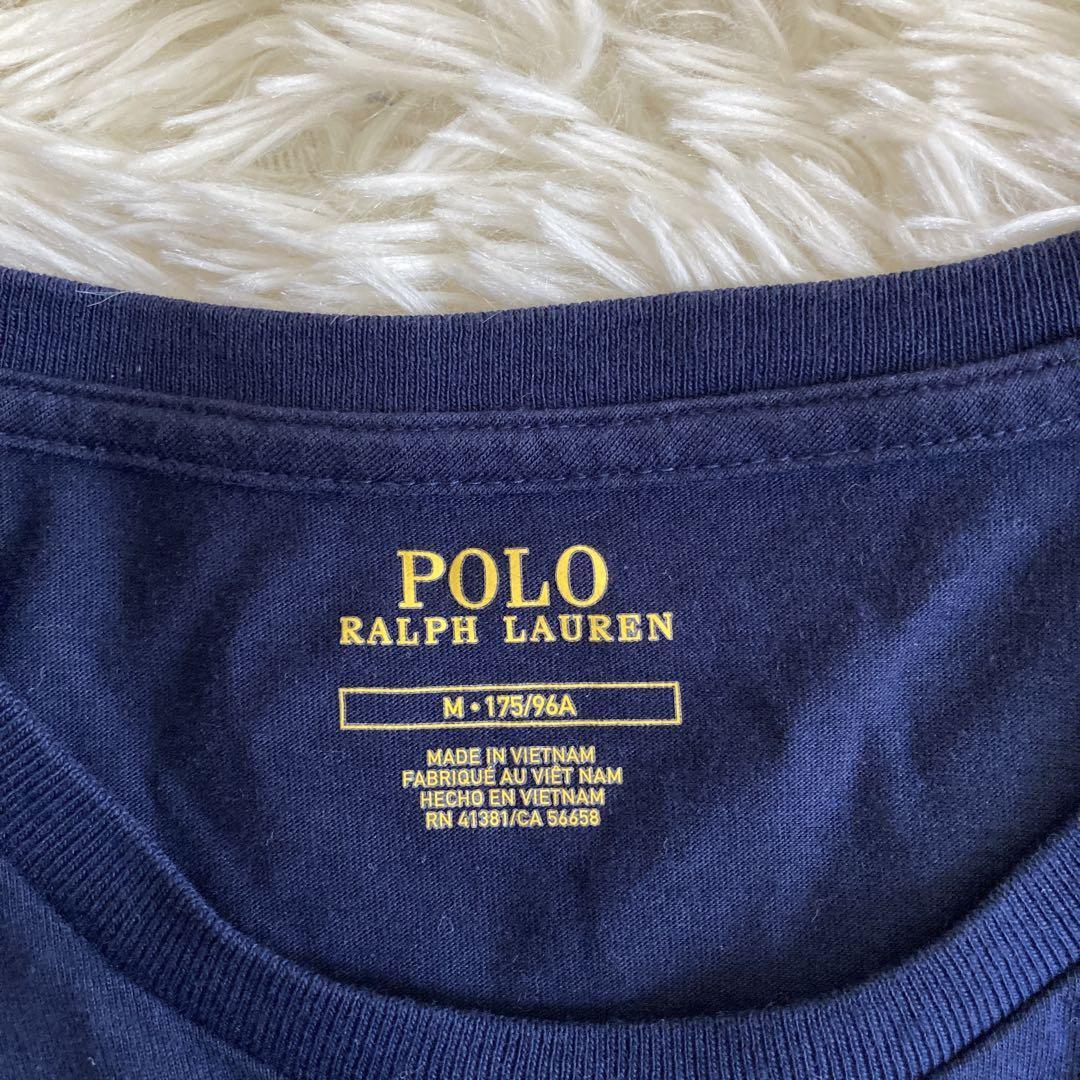 POLO
RALPH LAUREN
M • 175/96A
MADE IN VIETNAM
FABRIQUÉ AU VIÊT NAM
HECHO EN VIETNAM
RN 41381/CA 56658